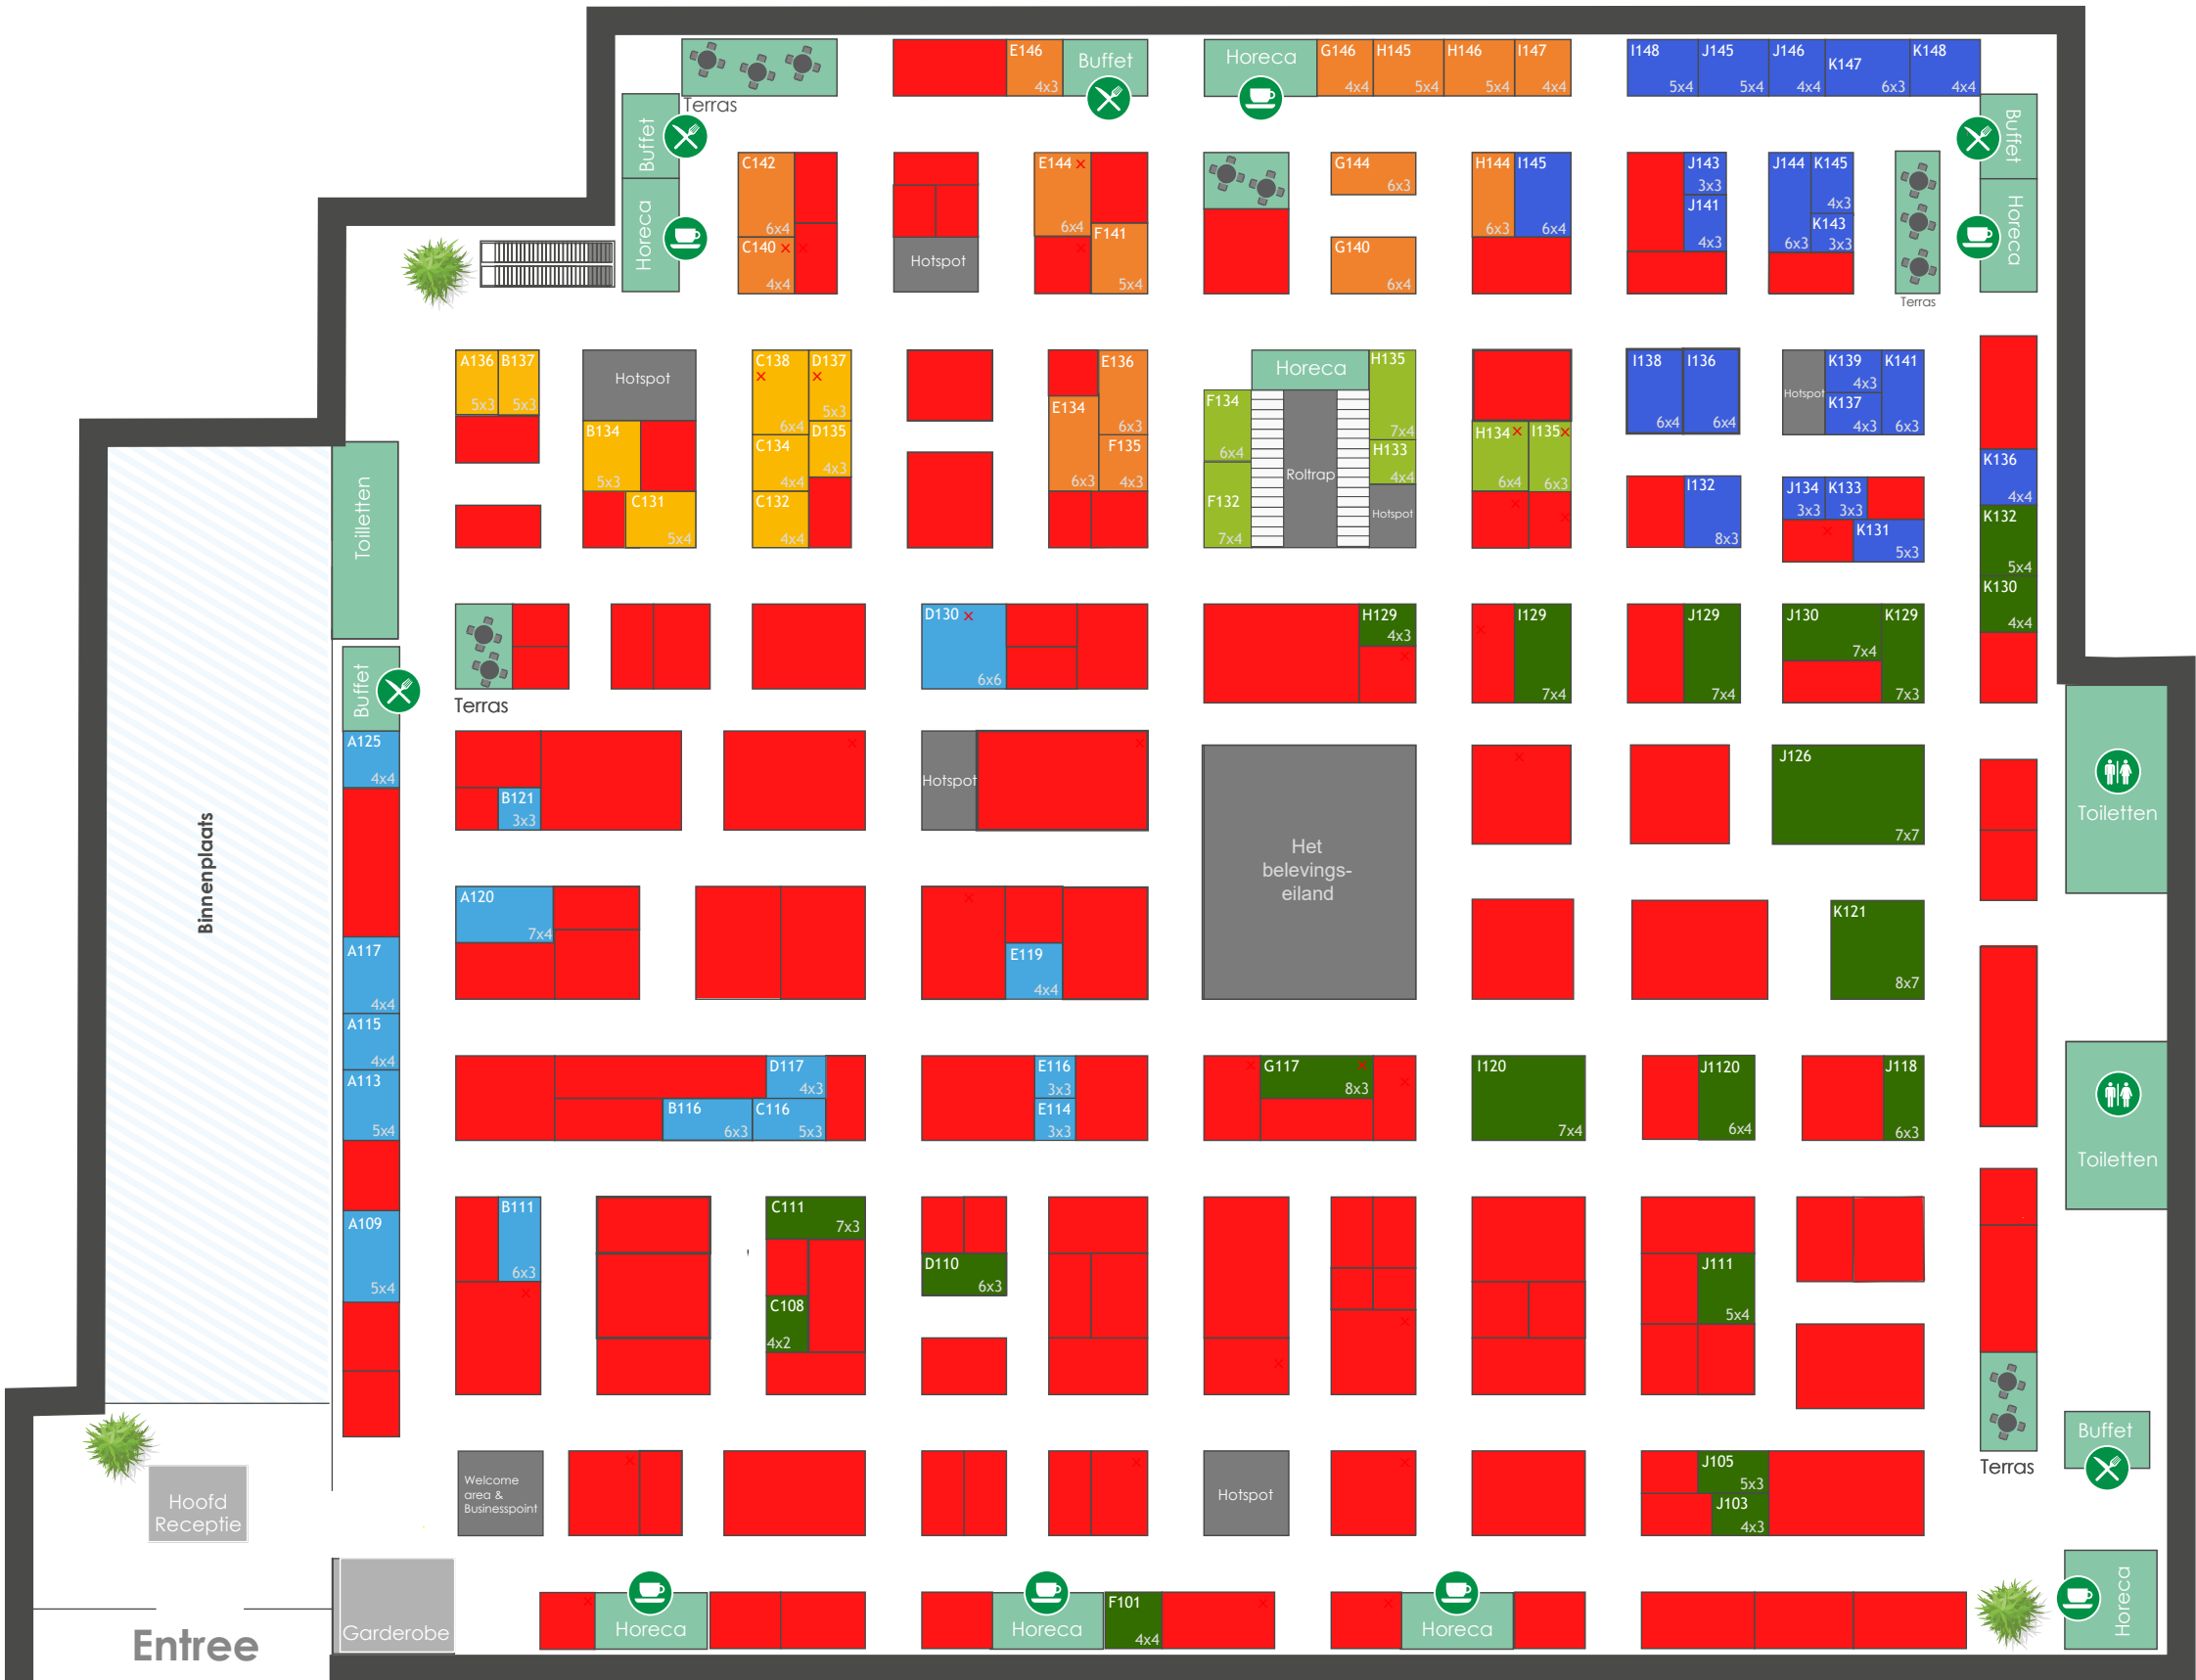 E146
4x3
Buffet
Horeca
G146
4x4
H145
5x4
H146
5x4
I147
4x4
I148
5x4
J145
5x4
J146
4x4
K147
6x3
K148
4x4
Terras
Buffet
Horeca
C142
6x4
C140
4x4
Hotspot
E144
6x4
F141
5x4
G144
6x3
G140
6x4
H144
6x3
I145
6x4
J143
3x3
J141
4x3
J144
6x3
K145
4x3
K143
3x3
Terras
Buffet
Horeca
A136
5x3
B137
5x3
Hotspot
B134
5x3
C131
5x4
C138
6x4
D137
5x3
C134
4x4
D135
4x3
C132
4x4
E136
6x3
E134
6x3
F135
4x3
Horeca
H135
7x4
F134
6x4
Roltrap
H133
4x4
F132
7x4
Hotspot
H134
6x4
I135
6x3
I138
6x4
I136
6x4
I132
8x3
Hotspot
K139
4x3
K137
4x3
K141
6x3
J134
3x3
K133
3x3
K131
5x3
K136
4x4
K132
5x4
K130
4x4
Toiletten
Buffet
Terras
D130
6x6
H129
4x3
I129
7x4
J129
7x4
J130
7x4
K129
7x3
A125
4x4
B121
3x3
Hotspot
Het
belevings-
eiland
J126
7x7
Toiletten
Binnenplaats
A120
7x4
E119
4x4
K121
8x7
A117
4x4
A115
4x4
A113
5x4
D117
4x3
B116
6x3
C116
5x3
E116
3x3
E114
3x3
G117
8x3
I120
7x4
J1120
6x4
J118
6x3
Toiletten
A109
5x4
B111
6x3
C111
7x3
C108
4x2
D110
6x3
J111
5x4
Terras
Buffet
Hoofd
Receptie
Welcome
area &
Businesspoint
Hotspot
J105
5x3
J103
4x3
Entree
Garderobe
Horeca
Horeca
F101
4x4
Horeca
Horeca